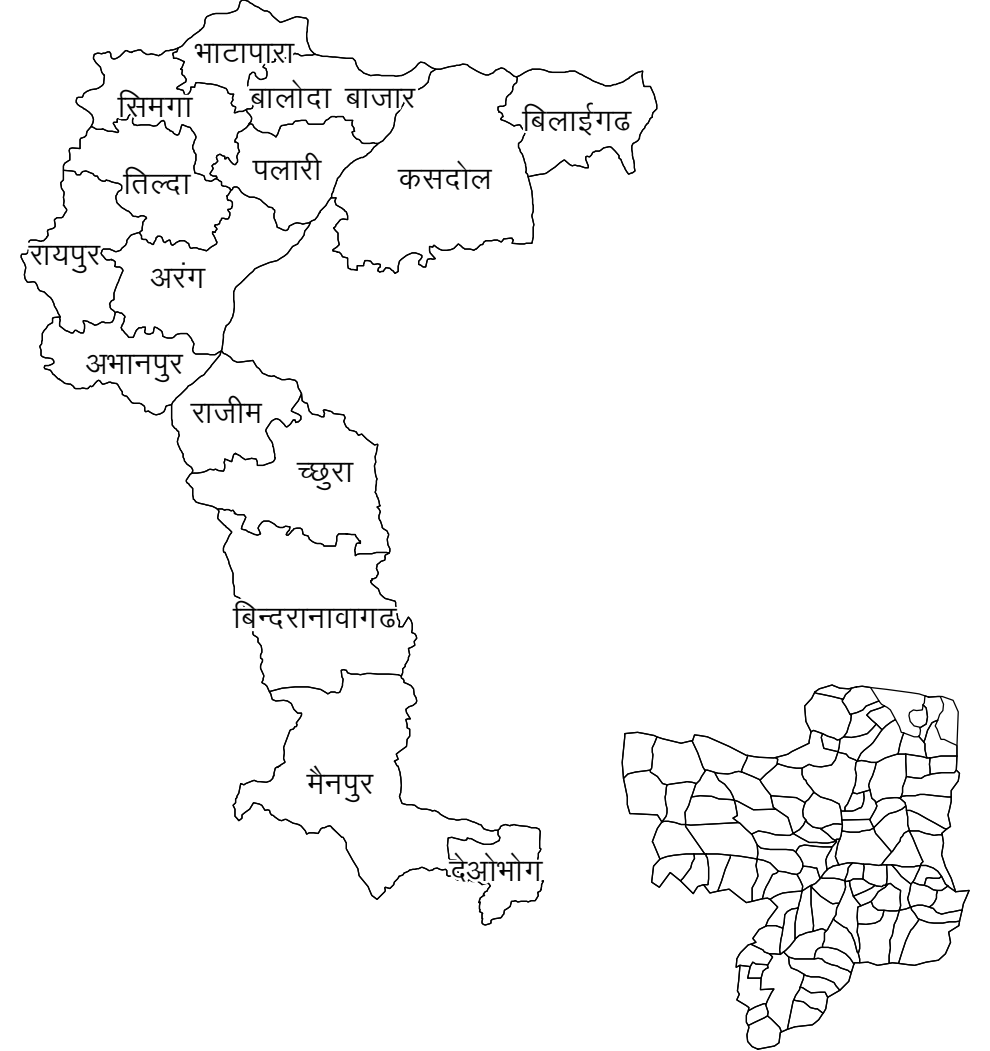 भाटापारा
बालोदा बाजार
सिमगा
बिलाईगढ
पलारी
कसदोल
तिल्दा
रायपुर
अरंग
अभानपुर
राजीम
च्छुरा
बिन्दरानावागढ
मैनपुर
देओभोग